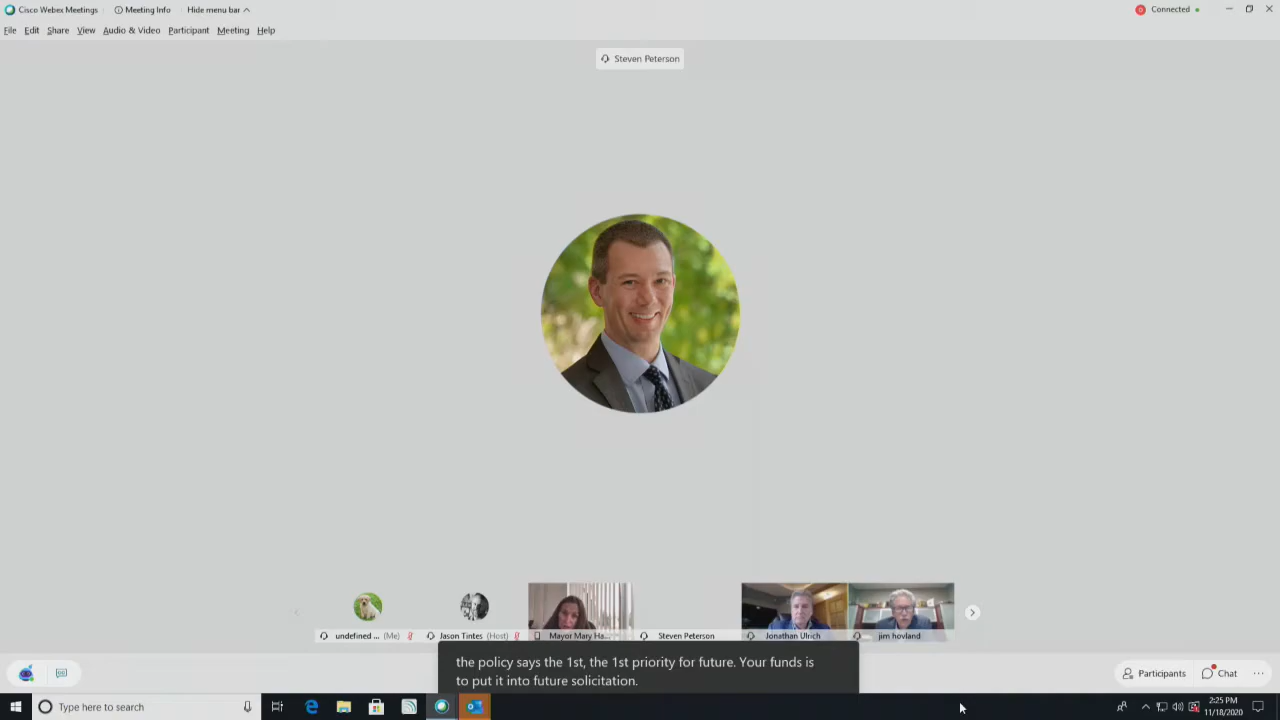 Cisco Webex Meetings Meeting Info Hide menu bar Connected
File Edit Share View Audio & Video Participant Meeting Help
Steven Peterson
undefined ... (Me) Jason Tintes (Host) Mayor Mary Ha... Steven Peterson Jonathan Ulrich jim hovland
the policy says the 1st, the 1st priority for future. Your funds is
to put it into future solicitation.
Participants Chat
Type here to search
2:25 PM
11/18/2020